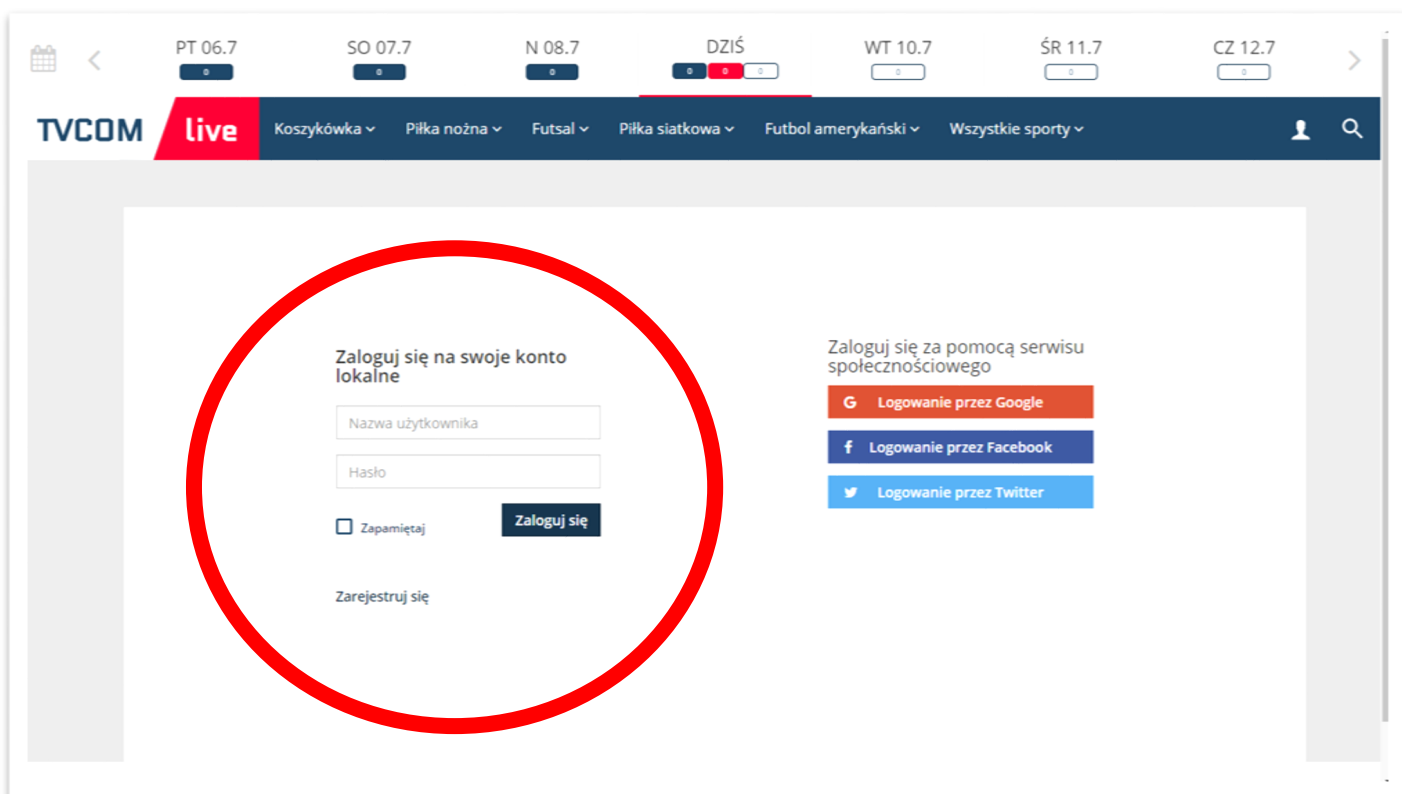 PT 06.7 SO 07.7 N 08.7 DZIŚ WT 10.7 ŚR 11.7 CZ 12.7
0 0 0 0 0 0 0 0 0
TVCOM live Koszykówka Piłka nożna Futsal Piłka siatkowa Futbol amerykański Wszystkie sporty
Zaloguj się na swoje konto
lokalne
Nazwa użytkownika
Hasło
Zapamiętaj Zaloguj się
Zarejestruj się
Zaloguj się za pomocą serwisu
społecznościowego
G Logowanie przez Google
f Logowanie przez Facebook
Logowanie przez Twitter